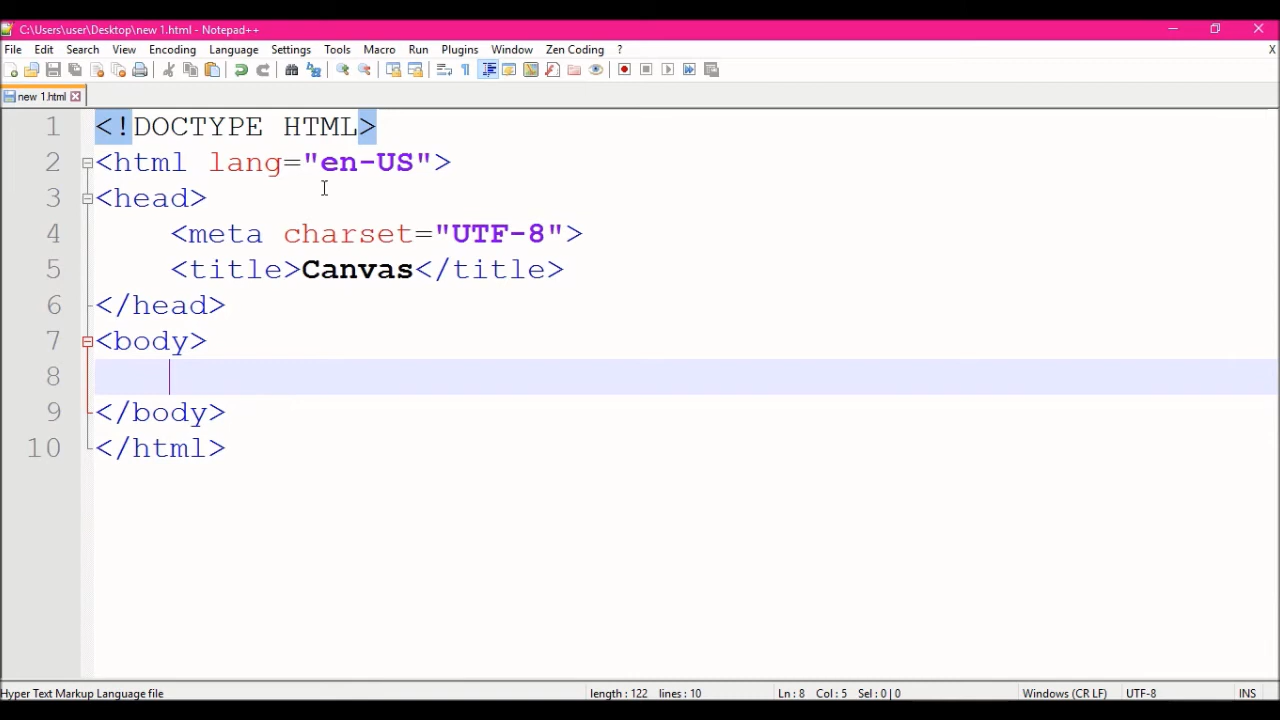 C:\Users\user\Desktop\new 1.html - Notepad++
File Edit Search View Encoding Language Settings Tools Macro Run Plugins Window Zen Coding ? X
new 1.html
1 <!DOCTYPE HTML>
2 <html lang="en-US">
3 <head>
4 <meta charset="UTF-8">
5 <title>Canvas</title>
6 </head>
7 <body>
8
9 </body>
10 </html>
Hyper Text Markup Language file length : 122 lines : 10 Ln : 8 Col : 5 Sel : 0 | 0 Windows (CR LF) UTF-8 INS